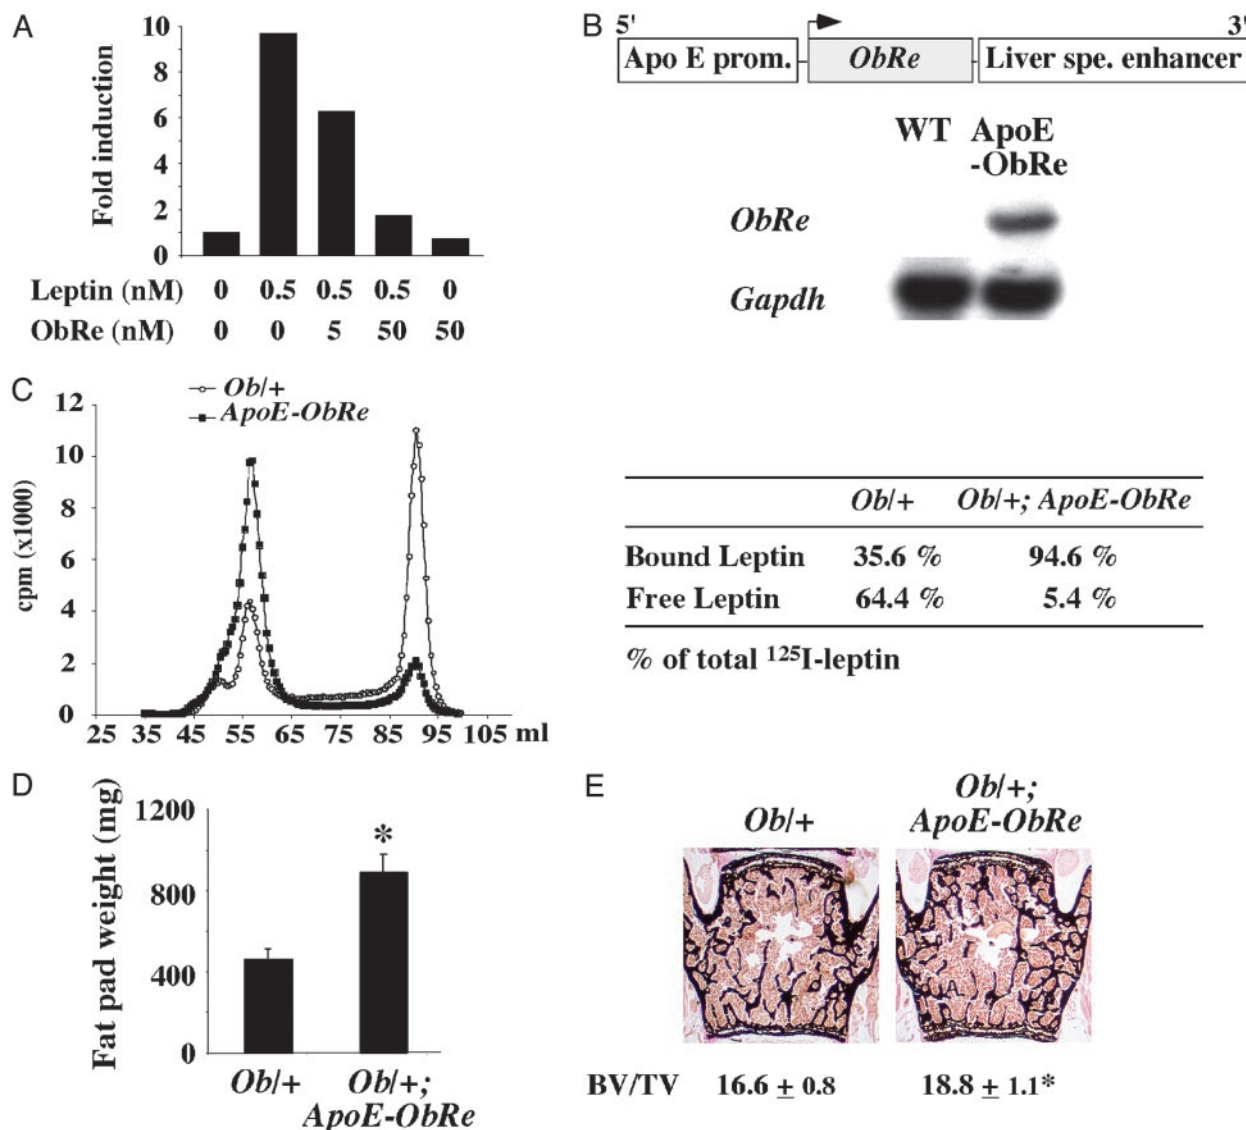 A
10
8
6
4
2
0
Fold induction
Leptin (nM) 0 0.5 0.5 0.5 0
ObRe (nM) 0 0 5 50 50
B
5' 3'
Apo E prom. ObRe Liver spe. enhancer
WT ApoE
-ObRe
ObRe
Gapdh
C
Ob/+
ApoE-ObRe
12
10
8
6
4
2
0
cpm (x1000)
25 35 45 55 65 75 85 95 105 ml
Ob/+ Ob/+; ApoE-ObRe
Bound Leptin 35.6 % 94.6 %
Free Leptin 64.4 % 5.4 %
% of total ¹²⁵I-leptin
D
1200
800
400
0
Fat pad weight (mg)
*
Ob/+ Ob/+;
ApoE-ObRe
E
Ob/+ Ob/+;
ApoE-ObRe
BV/TV 16.6 ± 0.8 18.8 ± 1.1*